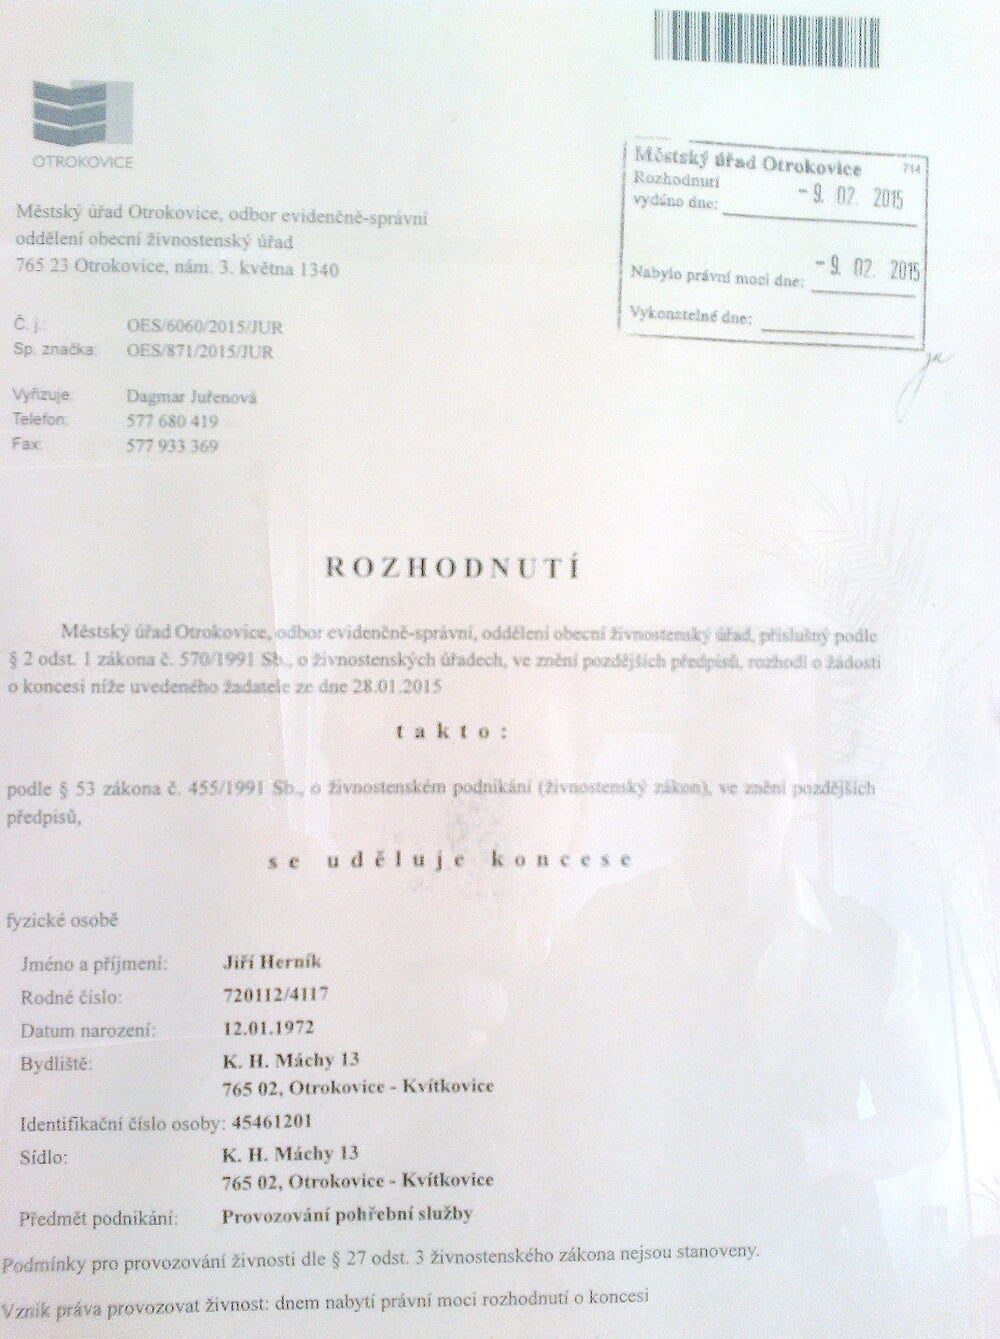 OTROKOVICE
Městský úřad Otrokovice 714
Rozhodnutí
vydáno dne: - 9. 02. 2015
Nabylo právní moci dne: - 9. 02. 2015
Vykonatelné dne:
Městský úřad Otrokovice, odbor evidenčně-správní
oddělení obecní živnostenský úřad
765 23 Otrokovice, nám. 3. května 1340
Č. j.: OES/6060/2015/JUR
Sp. značka: OES/871/2015/JUR
Vyřizuje: Dagmar Juřenová
Telefon: 577 680 419
Fax: 577 933 369
ROZHODNUTÍ
Městský úřad Otrokovice, odbor evidenčně-správní, oddělení obecní živnostenský úřad, příslušný podle
§ 2 odst. 1 zákona č. 570/1991 Sb., o živnostenských úřadech, ve znění pozdějších předpisů, rozhodl o žádosti
o koncesi níže uvedeného žadatele ze dne 28.01.2015
takto:
podle § 53 zákona č. 455/1991 Sb., o živnostenském podnikání (živnostenský zákon), ve znění pozdějších
předpisů,
se uděluje koncese
fyzické osobě
Jméno a příjmení: Jiří Herník
Rodné číslo: 720112/4117
Datum narození: 12.01.1972
Bydliště: K. H. Máchy 13
765 02, Otrokovice - Kvítkovice
Identifikační číslo osoby: 45461201
Sídlo: K. H. Máchy 13
765 02, Otrokovice - Kvítkovice
Předmět podnikání: Provozování pohřební služby
Podmínky pro provozování živnosti dle § 27 odst. 3 živnostenského zákona nejsou stanoveny.
Vznik práva provozovat živnost: dnem nabytí právní moci rozhodnutí o koncesi